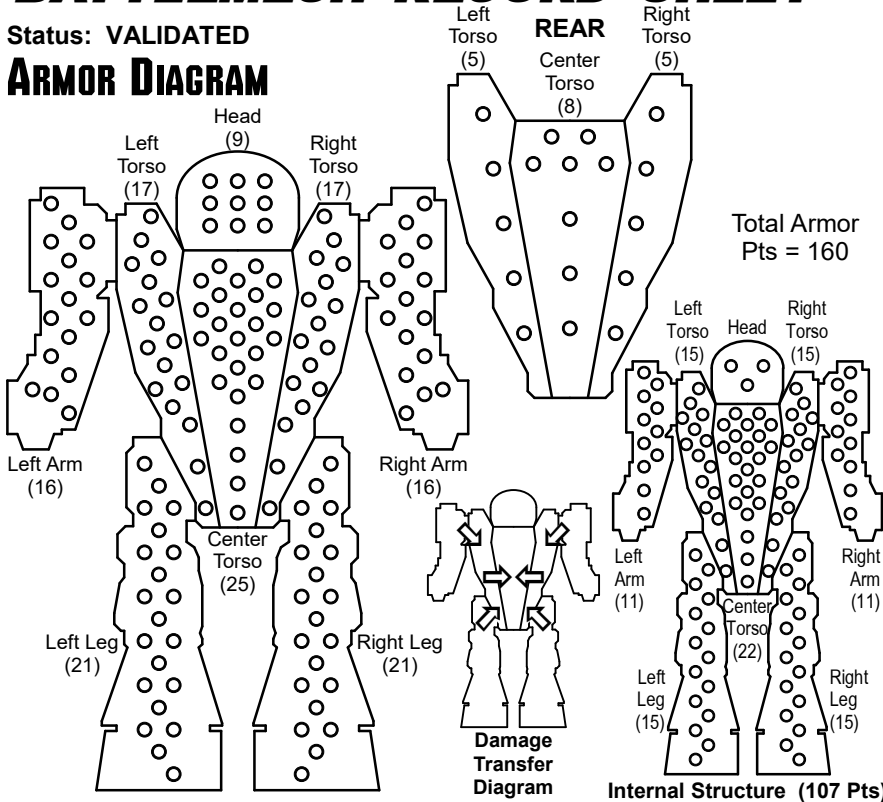 BATTLEMECH RECORD SHEET
Status: VALIDATED
ARMOR DIAGRAM
Head
(9)
Left
Torso
(17)
Right
Torso
(17)
Left Arm
(16)
Right Arm
(16)
Center
Torso
(25)
Left Leg
(21)
Right Leg
(21)
REAR
Left
Torso
(5)
Center
Torso
(8)
Right
Torso
(5)
Total Armor
Pts = 160
Damage
Transfer
Diagram
Left
Torso
(15)
Head
Right
Torso
(15)
Left
Arm
(11)
Right
Arm
(11)
Center
Torso
(22)
Left
Leg
(15)
Right
Leg
(15)
Internal Structure (107 Pts)